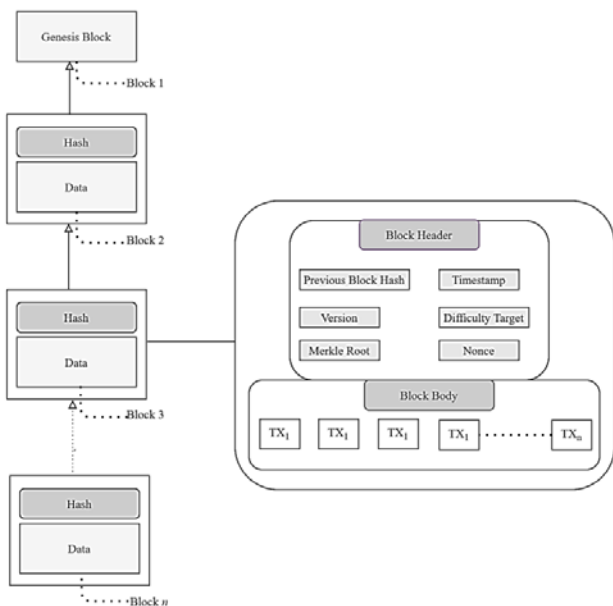 Genesis Block
Block 1
Hash
Data
Block 2
Hash
Data
Block 3
Hash
Data
Block n
Block Header
Previous Block Hash
Timestamp
Version
Difficulty Target
Merkle Root
Nonce
Block Body
TX₁ TX₁ TX₁ TX₁ TXₙ